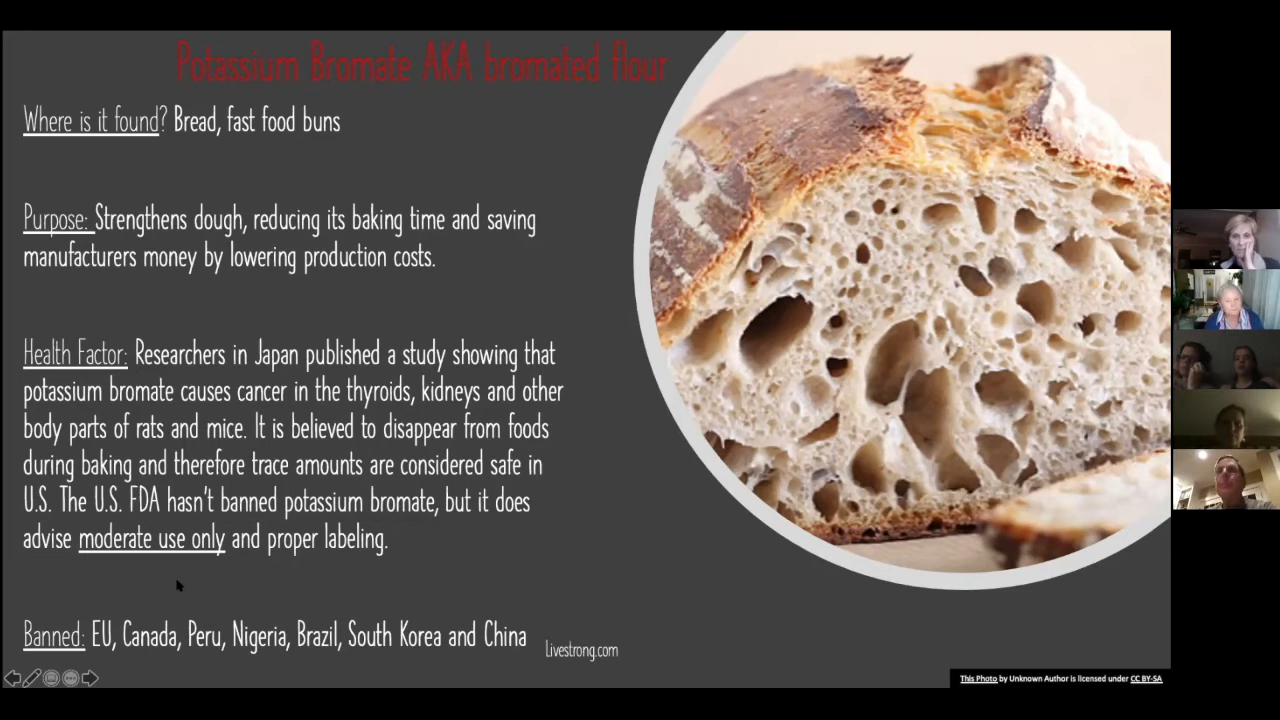 Potassium Bromate AKA bromated flour
Where is it found? Bread, fast food buns
Purpose: Strengthens dough, reducing its baking time and saving
manufacturers money by lowering production costs.
Health Factor: Researchers in Japan published a study showing that
potassium bromate causes cancer in the thyroids, kidneys and other
body parts of rats and mice. It is believed to disappear from foods
during baking and therefore trace amounts are considered safe in
U.S. The U.S. FDA hasn't banned potassium bromate, but it does
advise moderate use only and proper labeling.
Banned: EU, Canada, Peru, Nigeria, Brazil, South Korea and China
Livestrong.com
This Photo by Unknown Author is licensed under CC BY-SA